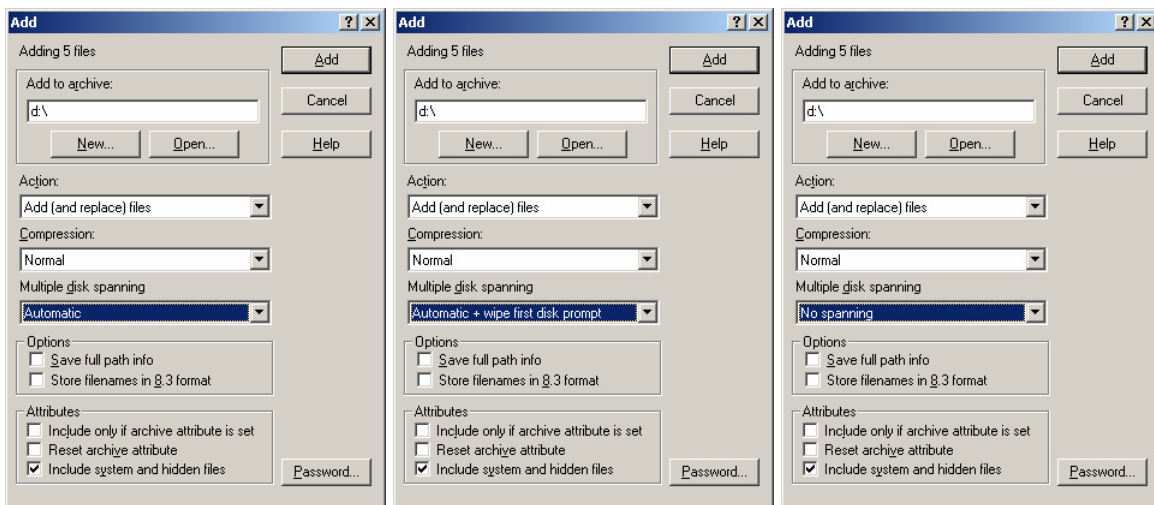 Add
Adding 5 files
Add
Add to archive:
d:\
Cancel
New... Open...
Help
Action:
Add (and replace) files
Compression:
Normal
Multiple disk spanning
Automatic
Options
Save full path info
Store filenames in 8.3 format
Attributes
Include only if archive attribute is set
Reset archive attribute
Include system and hidden files
Password...
Add
Adding 5 files
Add
Add to archive:
d:\
Cancel
New... Open...
Help
Action:
Add (and replace) files
Compression:
Normal
Multiple disk spanning
Automatic + wipe first disk prompt
Options
Save full path info
Store filenames in 8.3 format
Attributes
Include only if archive attribute is set
Reset archive attribute
Include system and hidden files
Password...
Add
Adding 5 files
Add
Add to archive:
d:\
Cancel
New... Open...
Help
Action:
Add (and replace) files
Compression:
Normal
Multiple disk spanning
No spanning
Options
Save full path info
Store filenames in 8.3 format
Attributes
Include only if archive attribute is set
Reset archive attribute
Include system and hidden files
Password...